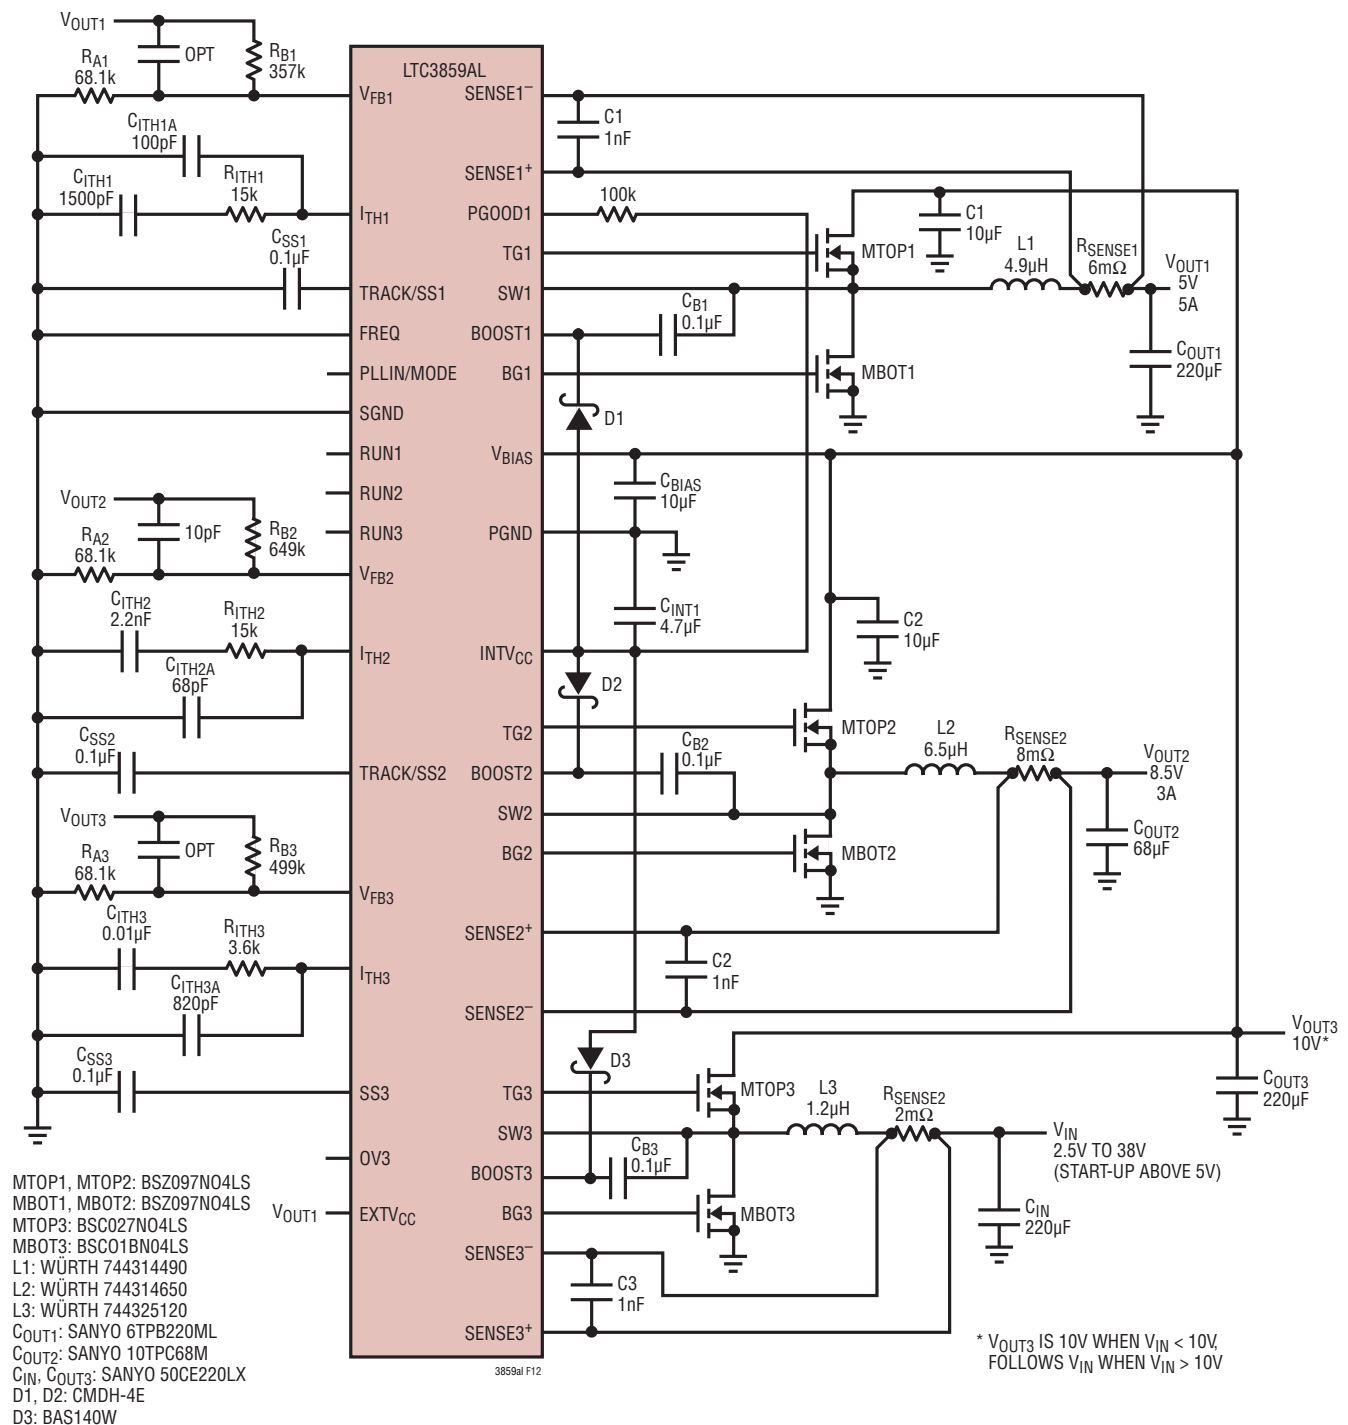 VOUT1
OPT
RB1
357k
RA1
68.1k
CITH1A
100pF
CITH1
1500pF
RITH1
15k
CSS1
0.1µF
VOUT2
10pF
RB2
649k
RA2
68.1k
CITH2
2.2nF
RITH2
15k
CITH2A
68pF
CSS2
0.1µF
VOUT3
OPT
RB3
499k
RA3
68.1k
CITH3
0.01µF
RITH3
3.6k
CITH3A
820pF
CSS3
0.1µF
VOUT1
LTC3859AL
VFB1
ITH1
TRACK/SS1
FREQ
PLLIN/MODE
SGND
RUN1
RUN2
RUN3
VFB2
ITH2
TRACK/SS2
VFB3
ITH3
SS3
OV3
EXTVCC
SENSE1–
SENSE1+
PGOOD1
TG1
SW1
BOOST1
BG1
VBIAS
PGND
INTVCC
TG2
BOOST2
SW2
BG2
SENSE2+
SENSE2–
TG3
SW3
BOOST3
BG3
SENSE3–
SENSE3+
3859al F12
C1
1nF
100k
MTOP1
C1
10µF
L1
4.9µH
RSENSE1
6mΩ
VOUT1
5V
5A
CB1
0.1µF
MBOT1
COUT1
220µF
D1
CBIAS
10µF
CINT1
4.7µF
D2
C2
10µF
MTOP2
L2
6.5µH
RSENSE2
8mΩ
VOUT2
8.5V
3A
CB2
0.1µF
MBOT2
COUT2
68µF
C2
1nF
VOUT3
10V*
D3
MTOP3
L3
1.2µH
RSENSE2
2mΩ
COUT3
220µF
VIN
2.5V TO 38V
(START-UP ABOVE 5V)
CB3
0.1µF
MBOT3
CIN
220µF
C3
1nF
MTOP1, MTOP2: BSZ097NO4LS
MBOT1, MBOT2: BSZ097NO4LS
MTOP3: BSC027NO4LS
MBOT3: BSCO1BN04LS
L1: WÜRTH 744314490
L2: WÜRTH 744314650
L3: WÜRTH 744325120
COUT1: SANYO 6TPB220ML
COUT2: SANYO 10TPC68M
CIN, COUT3: SANYO 50CE220LX
D1, D2: CMDH-4E
D3: BAS140W
* VOUT3 IS 10V WHEN VIN < 10V,
FOLLOWS VIN WHEN VIN > 10V